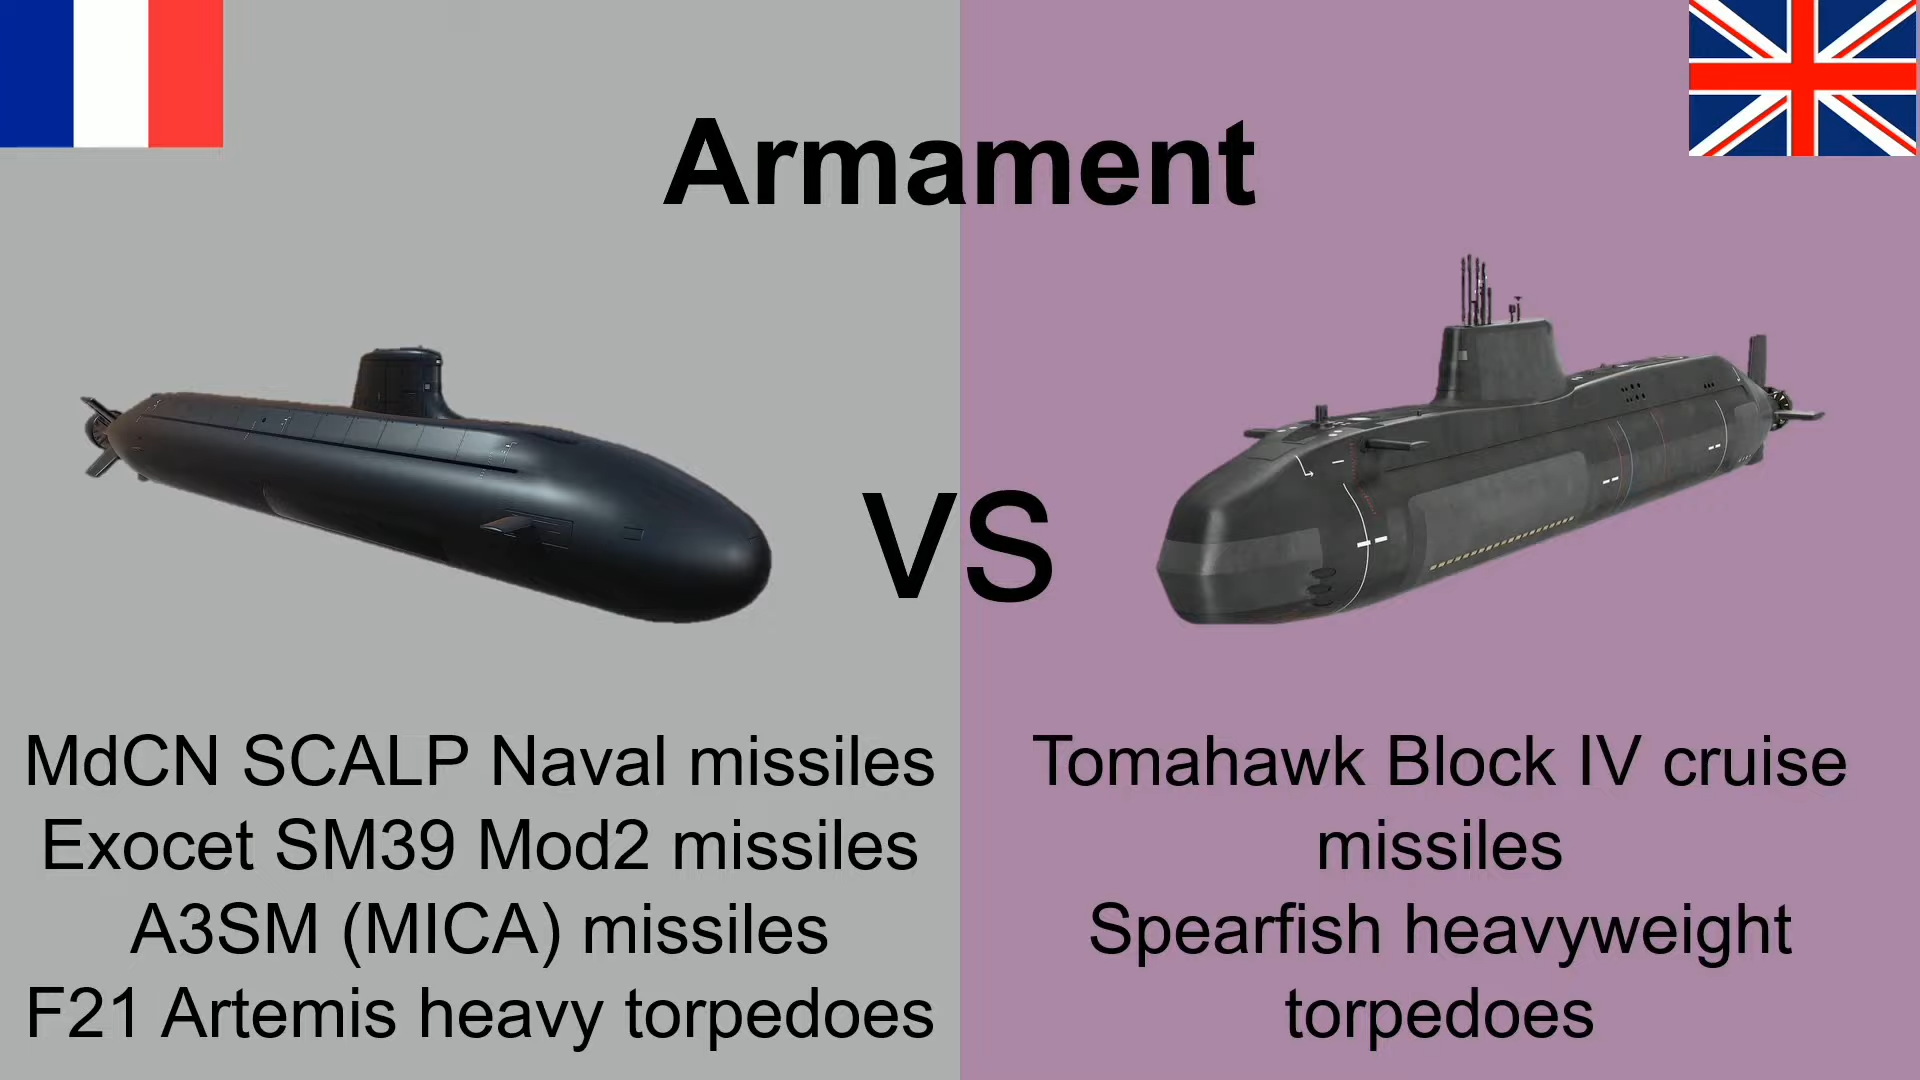 Armament
VS
MdCN SCALP Naval missiles
Exocet SM39 Mod2 missiles
A3SM (MICA) missiles
F21 Artemis heavy torpedoes
Tomahawk Block IV cruise
missiles
Spearfish heavyweight
torpedoes